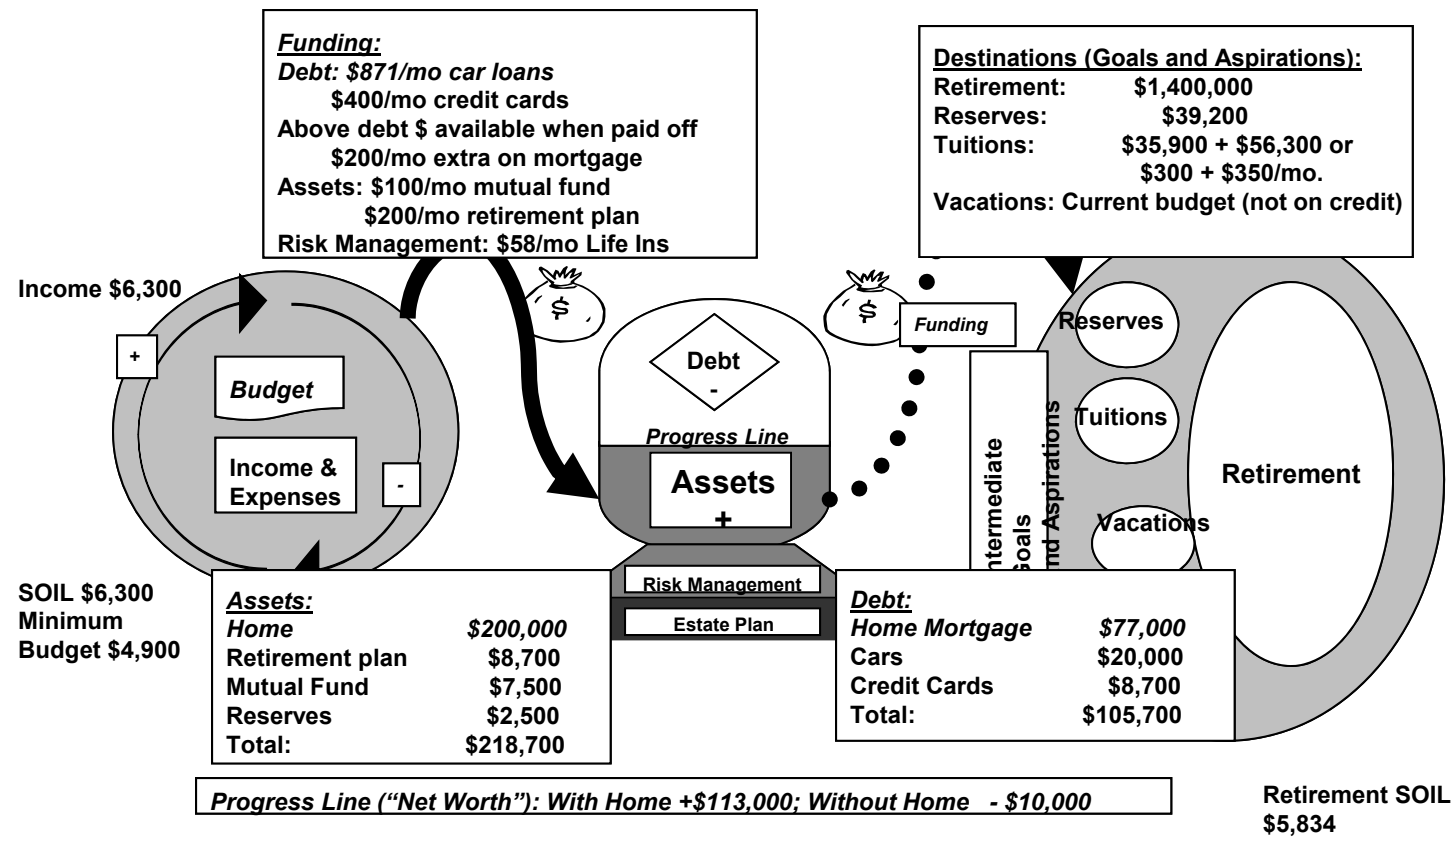 Funding:
Debt: $871/mo car loans
$400/mo credit cards
Above debt $ available when paid off
$200/mo extra on mortgage
Assets: $100/mo mutual fund
$200/mo retirement plan
Risk Management: $58/mo Life Ins
Destinations (Goals and Aspirations):
Retirement: $1,400,000
Reserves: $39,200
Tuitions: $35,900 + $56,300 or
$300 + $350/mo.
Vacations: Current budget (not on credit)
Income $6,300
+
Budget
Income &
Expenses
-
$
Debt
-
Progress Line
Assets
+
Risk Management
Estate Plan
$
Funding
ntermediate
Goals
nd Aspirations
Reserves
Tuitions
Vacations
Retirement
SOIL $6,300
Minimum
Budget $4,900
Assets:
Home $200,000
Retirement plan $8,700
Mutual Fund $7,500
Reserves $2,500
Total: $218,700
Debt:
Home Mortgage $77,000
Cars $20,000
Credit Cards $8,700
Total: $105,700
Progress Line (“Net Worth”): With Home +$113,000; Without Home - $10,000
Retirement SOIL
$5,834